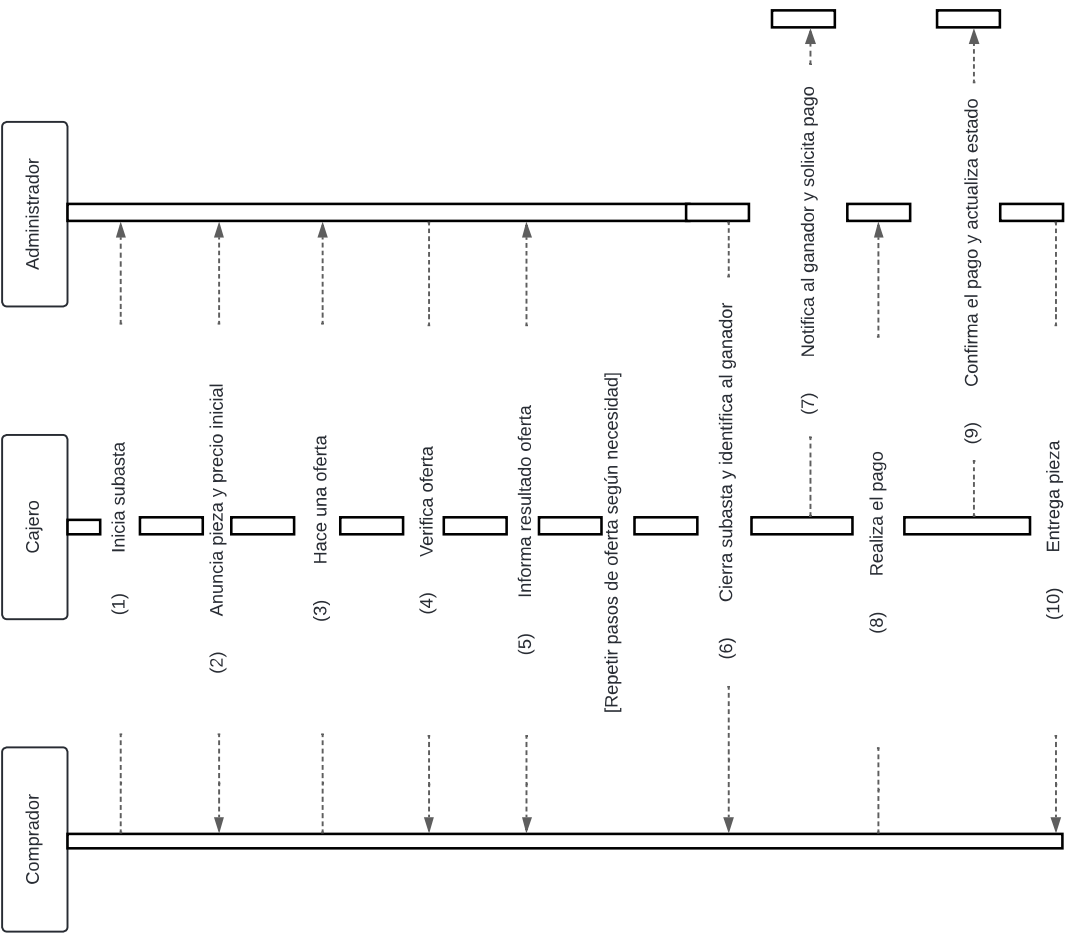 Comprador
Cajero
Administrador
(1) Inicia subasta
(2) Anuncia pieza y precio inicial
(3) Hace una oferta
(4) Verifica oferta
(5) Informa resultado oferta
[Repetir pasos de oferta según necesidad]
(6) Cierra subasta y identifica al ganador
(7) Notifica al ganador y solicita pago
(8) Realiza el pago
(9) Confirma el pago y actualiza estado
(10) Entrega pieza